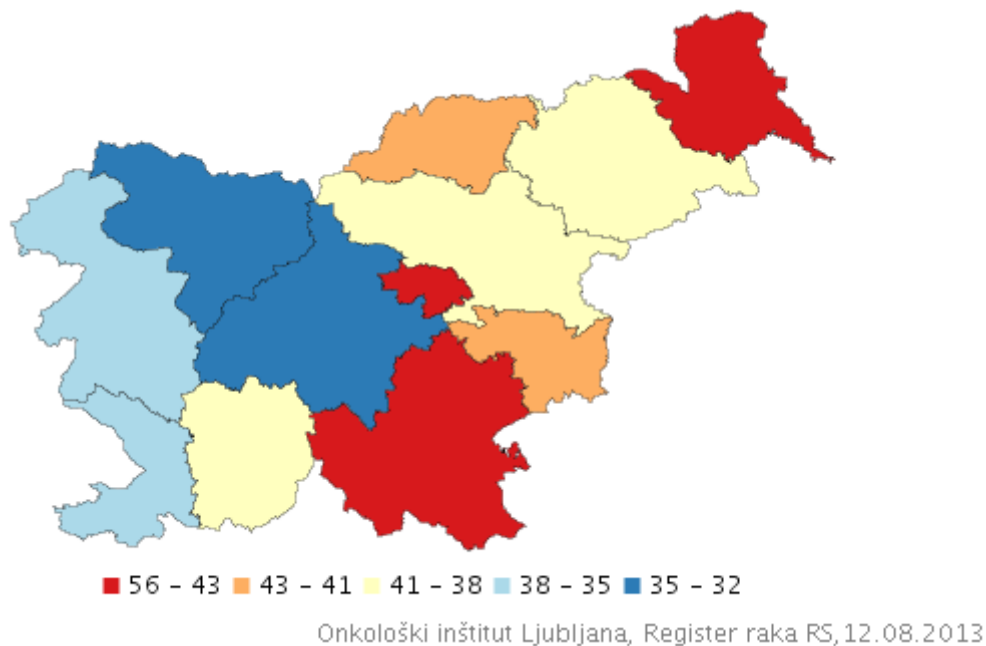 56 – 43 43 – 41 41 – 38 38 – 35 35 – 32
Onkološki inštitut Ljubljana, Register raka RS, 12.08.2013